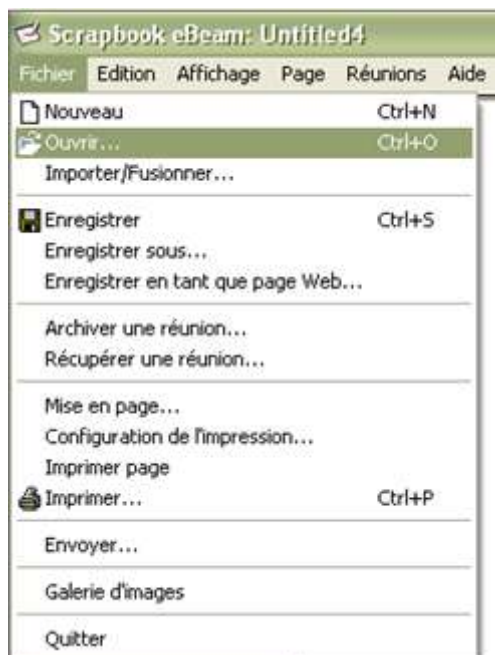 Scrapbook eBeam: Untitled4
Fichier Edition Affichage Page Réunions Aide
Nouveau Ctrl+N
Ouvrir... Ctrl+O
Importer/Fusionner...
Enregistrer Ctrl+S
Enregistrer sous...
Enregistrer en tant que page Web...
Archiver une réunion...
Récupérer une réunion...
Mise en page...
Configuration de l'impression...
Imprimer page
Imprimer... Ctrl+P
Envoyer...
Galerie d'images
Quitter